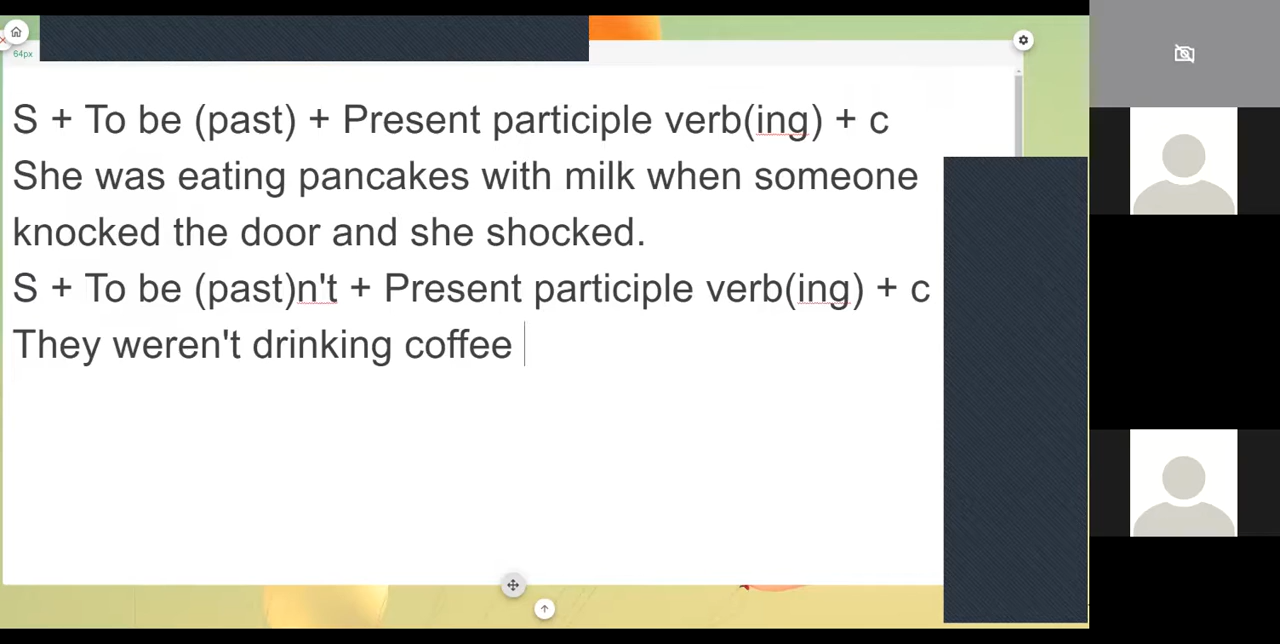 64px
S + To be (past) + Present participle verb(ing) + c
She was eating pancakes with milk when someone
knocked the door and she shocked.
S + To be (past)n't + Present participle verb(ing) + c
They weren't drinking coffee